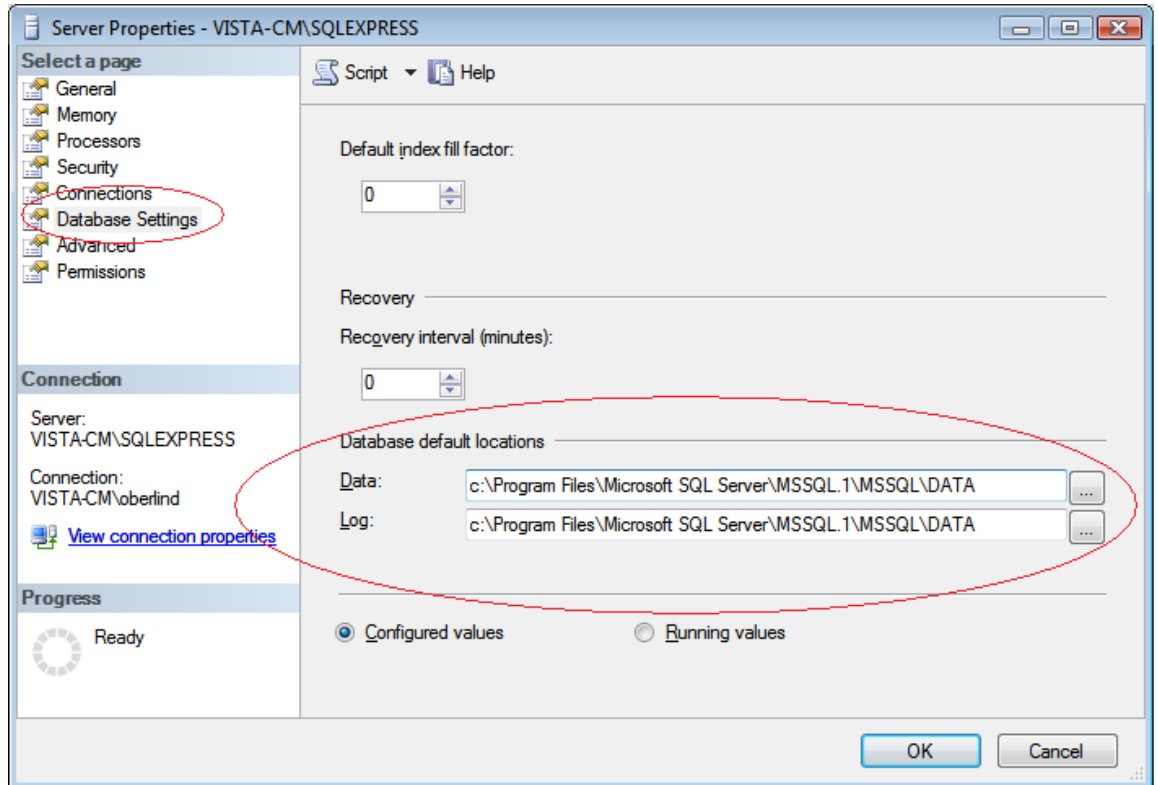 Server Properties - VISTA-CM\SQLEXPRESS
Select a page
General
Memory
Processors
Security
Connections
Database Settings
Advanced
Permissions
Connection
Server:
VISTA-CM\SQLEXPRESS
Connection:
VISTA-CM\oberlind
View connection properties
Progress
Ready
Script
Help
Default index fill factor:
0
Recovery
Recovery interval (minutes):
0
Database default locations
Data:
c:\Program Files\Microsoft SQL Server\MSSQL.1\MSSQL\DATA
...
Log:
c:\Program Files\Microsoft SQL Server\MSSQL.1\MSSQL\DATA
...
Configured values
Running values
OK
Cancel